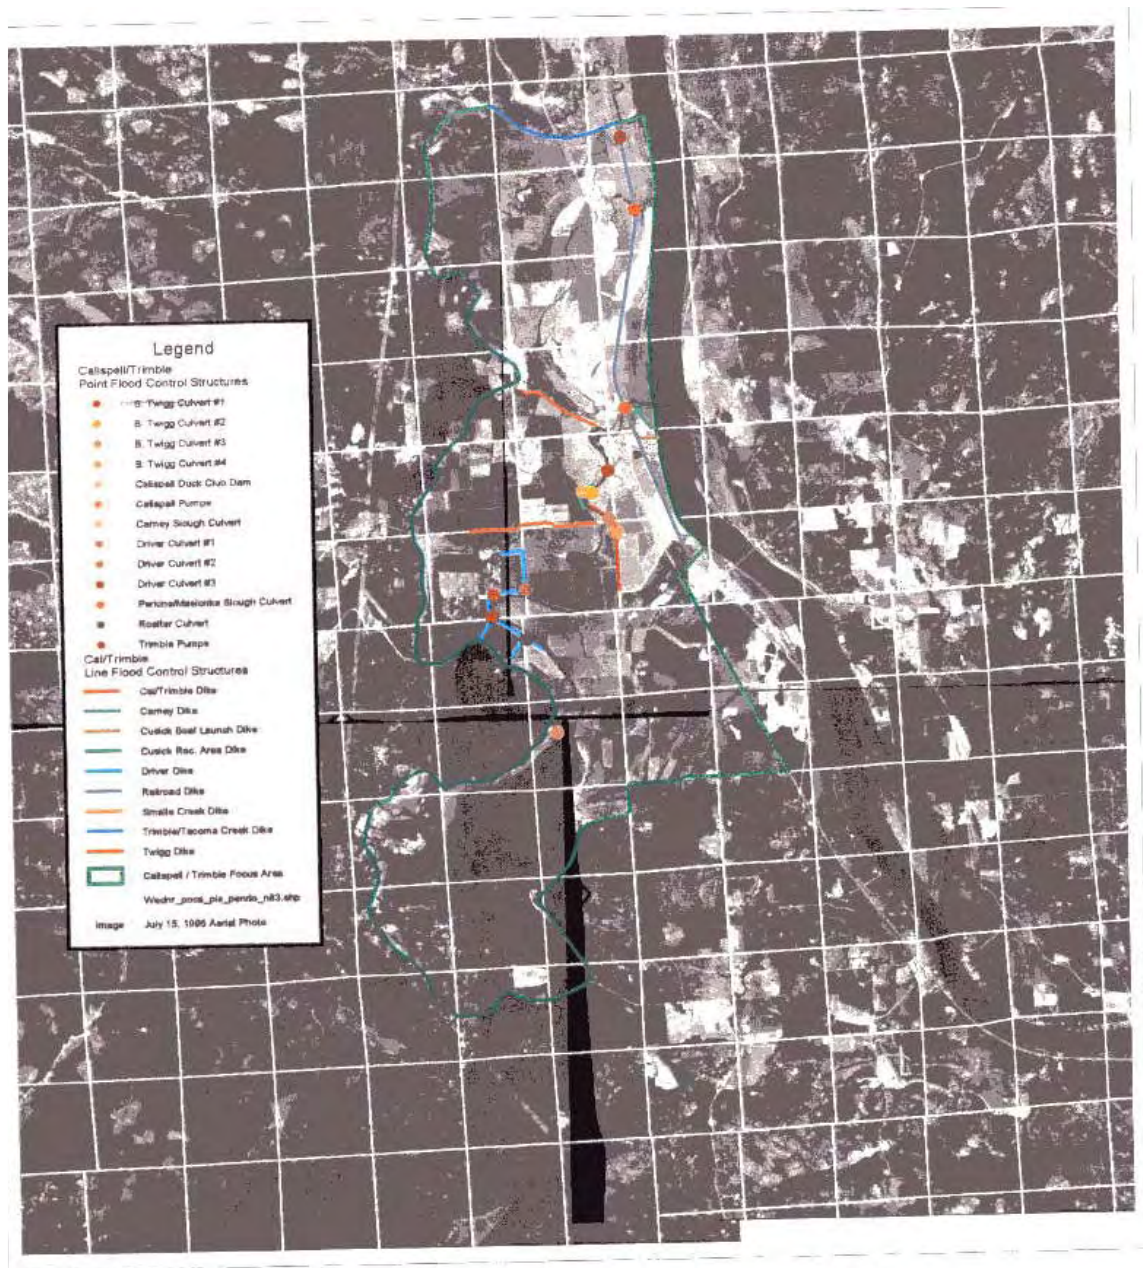 Legend
Calispell/Trimble
Point Flood Control Structures
B. Twigg Culvert #1
B. Twigg Culvert #2
B. Twigg Culvert #3
B. Twigg Culvert #4
Calispell Duck Club Dam
Calispell Pumps
Carney Slough Culvert
Driver Culvert #1
Driver Culvert #2
Driver Culvert #3
Perkins/ Slough Culvert
Culvert
Trimble Pumps
Cal/Trimble
Line Flood Control Structures
Cal/Trimble Dike
Carney Dike
Cusick Boat Launch Dike
Cusick Rec. Area Dike
Driver Dike
Railroad Dike
Smalle Creek Dike
Trimble/Tacoma Creek Dike
Twigg Dike
Calispell / Trimble Focus Area
Image July 15, 1996 Aerial Photo